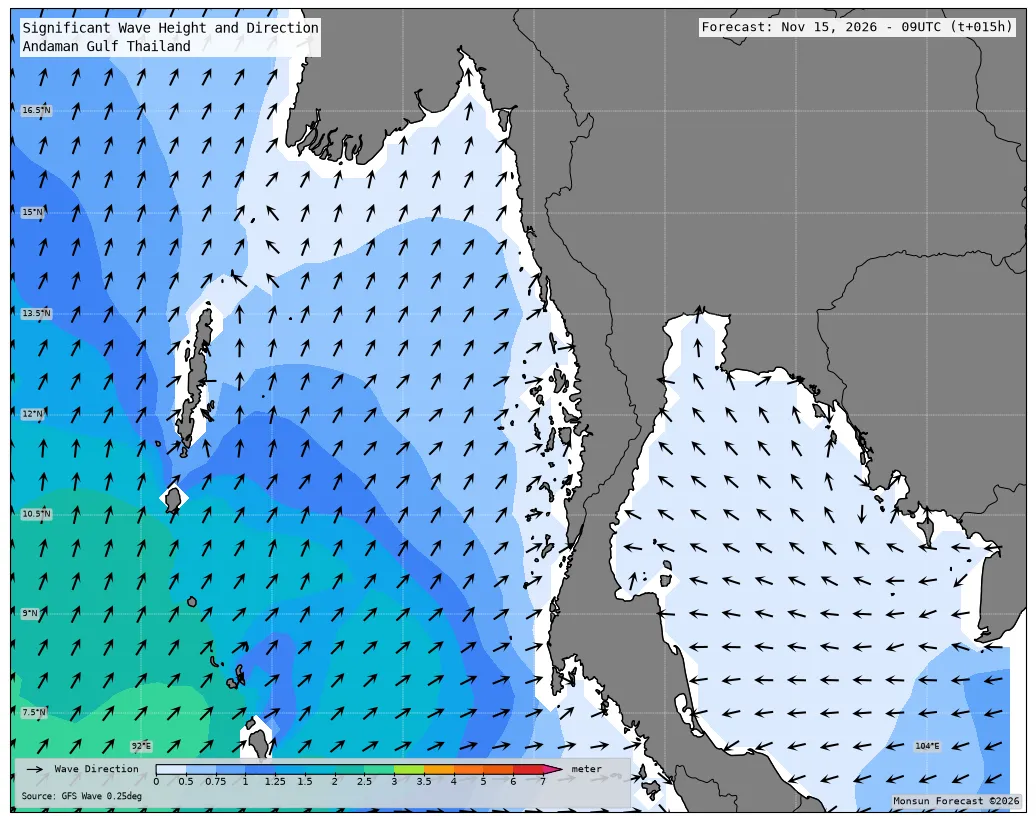 Significant Wave Height and Direction
Andaman Gulf Thailand
Forecast: Nov 15, 2026 - 09UTC (t+015h)
16.5°N
15°N
13.5°N
12°N
10.5°N
9°N
7.5°N
92°E
104°E
Wave Direction
0 0.5 0.75 1 1.25 1.5 2 2.5 3 3.5 4 5 6 7
meter
Source: GFS Wave 0.25deg
Monsun Forecast ©2026